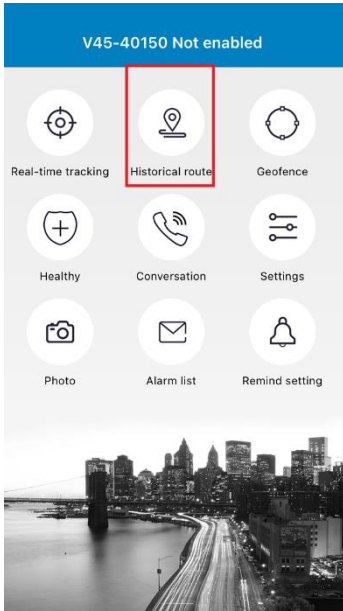 V45-40150 Not enabled
Real-time tracking Historical route Geofence
Healthy Conversation Settings
Photo Alarm list Remind setting